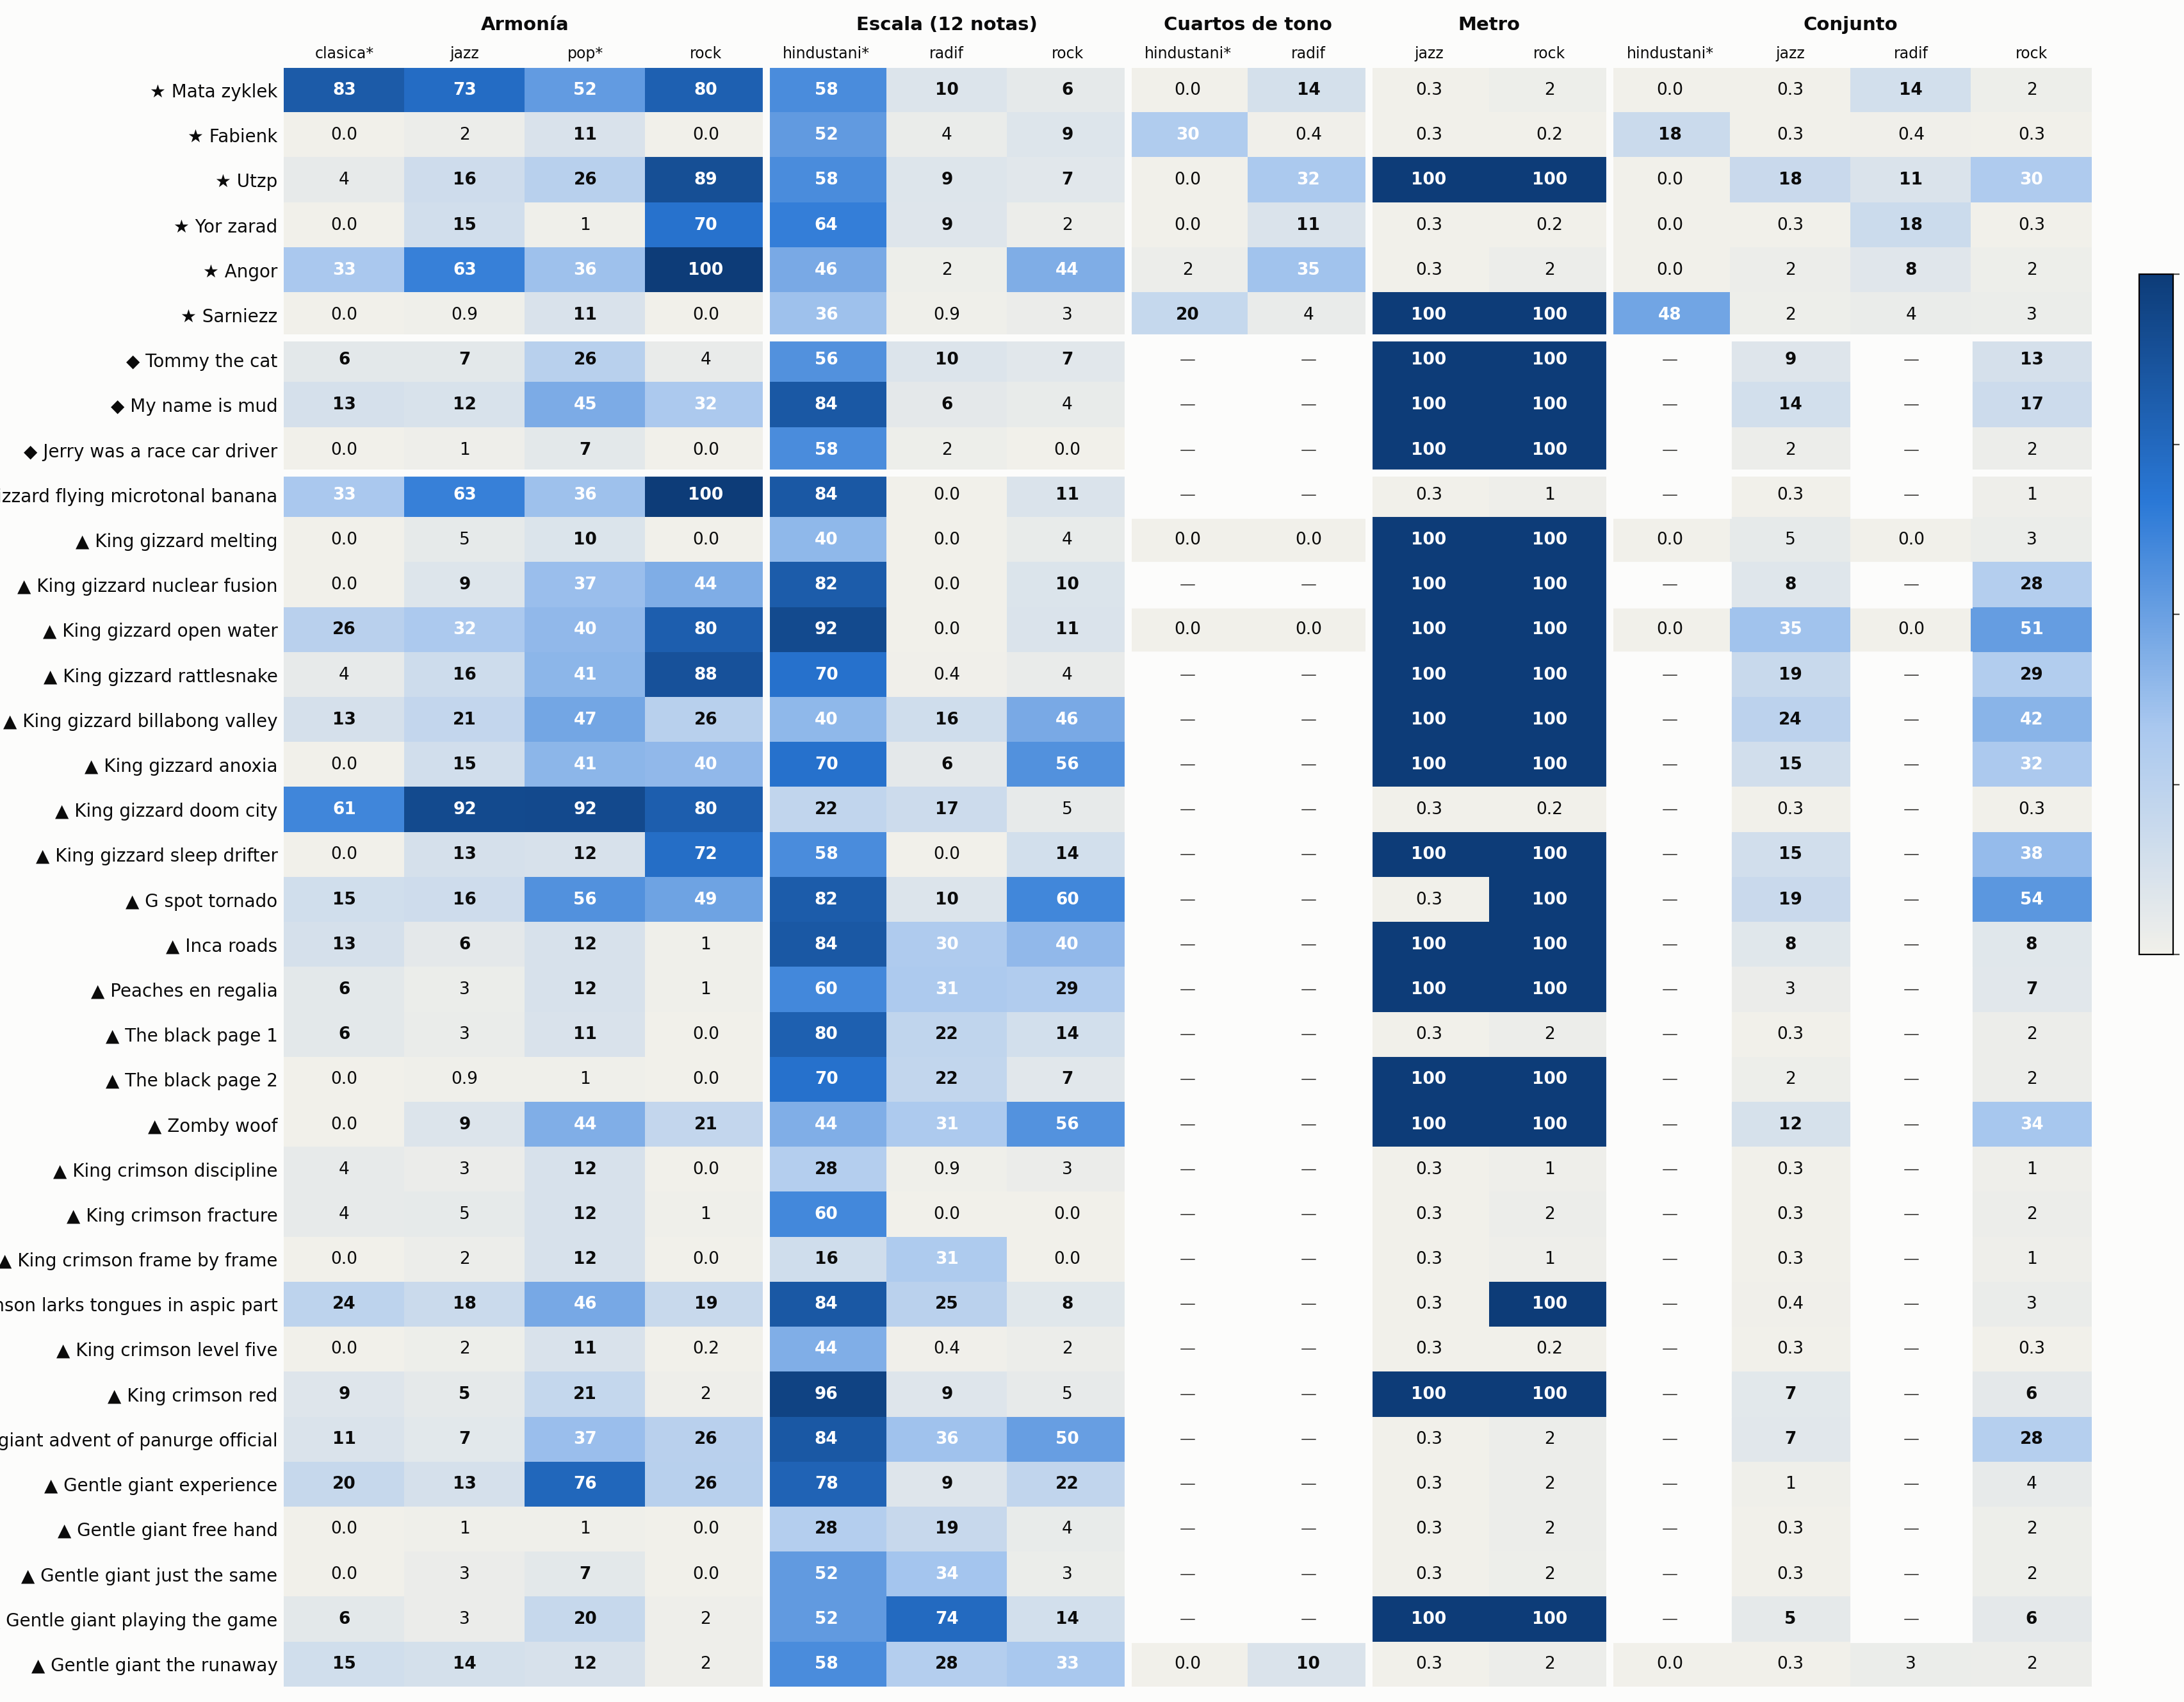 Armonía Escala (12 notas) Cuartos de tono Metro Conjunto
clasica* jazz pop* rock hindustani* radif rock hindustani* radif jazz rock hindustani* jazz radif rock
★ Mata zyklek 83 73 52 80 58 10 6 0.0 14 0.3 2 0.0 0.3 14 2
★ Fabienk 0.0 2 11 0.0 52 4 9 30 0.4 0.3 0.2 18 0.3 0.4 0.3
★ Utzp 4 16 26 89 58 9 7 0.0 32 100 100 0.0 18 11 30
★ Yor zarad 0.0 15 1 70 64 9 2 0.0 11 0.3 0.2 0.0 0.3 18 0.3
★ Angor 33 63 36 100 46 2 44 2 35 0.3 2 0.0 2 8 2
★ Sarniezz 0.0 0.9 11 0.0 36 0.9 3 20 4 100 100 48 2 4 3
◆ Tommy the cat 6 7 26 4 56 10 7 — — 100 100 — 9 — 13
◆ My name is mud 13 12 45 32 84 6 4 — — 100 100 — 14 — 17
◆ Jerry was a race car driver 0.0 1 7 0.0 58 2 0.0 — — 100 100 — 2 — 2
izzard flying microtonal banana 33 63 36 100 84 0.0 11 — — 0.3 1 — 0.3 — 1
▲ King gizzard melting 0.0 5 10 0.0 40 0.0 4 0.0 0.0 100 100 0.0 5 0.0 3
▲ King gizzard nuclear fusion 0.0 9 37 44 82 0.0 10 — — 100 100 — 8 — 28
▲ King gizzard open water 26 32 40 80 92 0.0 11 0.0 0.0 100 100 0.0 35 0.0 51
▲ King gizzard rattlesnake 4 16 41 88 70 0.4 4 — — 100 100 — 19 — 29
▲ King gizzard billabong valley 13 21 47 26 40 16 46 — — 100 100 — 24 — 42
▲ King gizzard anoxia 0.0 15 41 40 70 6 56 — — 100 100 — 15 — 32
▲ King gizzard doom city 61 92 92 80 22 17 5 — — 0.3 0.2 — 0.3 — 0.3
▲ King gizzard sleep drifter 0.0 13 12 72 58 0.0 14 — — 100 100 — 15 — 38
▲ G spot tornado 15 16 56 49 82 10 60 — — 0.3 100 — 19 — 54
▲ Inca roads 13 6 12 1 84 30 40 — — 100 100 — 8 — 8
▲ Peaches en regalia 6 3 12 1 60 31 29 — — 100 100 — 3 — 7
▲ The black page 1 6 3 11 0.0 80 22 14 — — 0.3 2 — 0.3 — 2
▲ The black page 2 0.0 0.9 1 0.0 70 22 7 — — 100 100 — 2 — 2
▲ Zomby woof 0.0 9 44 21 44 31 56 — — 100 100 — 12 — 34
▲ King crimson discipline 4 3 12 0.0 28 0.9 3 — — 0.3 1 — 0.3 — 1
▲ King crimson fracture 4 5 12 1 60 0.0 0.0 — — 0.3 2 — 0.3 — 2
▲ King crimson frame by frame 0.0 2 12 0.0 16 31 0.0 — — 0.3 1 — 0.3 — 1
nson larks tongues in aspic part 24 18 46 19 84 25 8 — — 0.3 100 — 0.4 — 3
▲ King crimson level five 0.0 2 11 0.2 44 0.4 2 — — 0.3 0.2 — 0.3 — 0.3
▲ King crimson red 9 5 21 2 96 9 5 — — 100 100 — 7 — 6
giant advent of panurge official 11 7 37 26 84 36 50 — — 0.3 2 — 7 — 28
▲ Gentle giant experience 20 13 76 26 78 9 22 — — 0.3 2 — 1 — 4
▲ Gentle giant free hand 0.0 1 1 0.0 28 19 4 — — 0.3 2 — 0.3 — 2
▲ Gentle giant just the same 0.0 3 7 0.0 52 34 3 — — 0.3 2 — 0.3 — 2
Gentle giant playing the game 6 3 20 2 52 74 14 — — 100 100 — 5 — 6
▲ Gentle giant the runaway 15 14 12 2 58 28 33 0.0 10 0.3 2 0.0 0.3 3 2